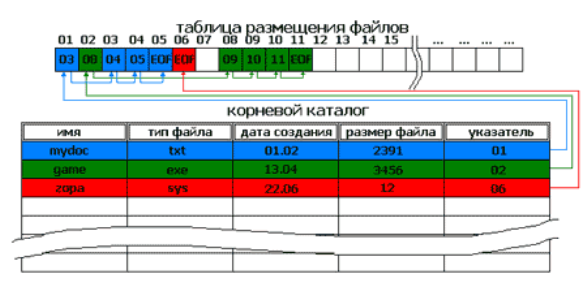 таблица размещения файлов
01 02 03 04 05 06 07 08 09 10 11 12 13 14 15 ... ... ... ...
03 08 04 05 EOF EOF 09 10 11 EOF
корневой каталог
имя тип файла дата создания размер файла указатель
mydoc txt 01.02 2391 01
game exe 13.04 3456 02
zopa sys 22.06 12 06